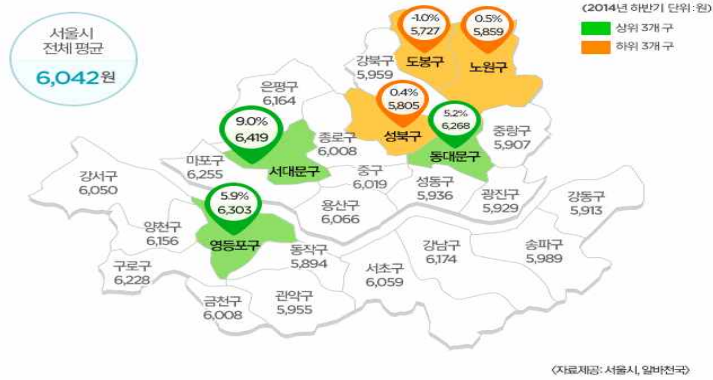 (2014년 하반기 단위:원)
상위 3개 구
하위 3개 구
서울시
전체 평균
6,042원
-1.0%
5,727
도봉구
0.5%
5,859
노원구
강북구
5,959
은평구
6,164
0.4%
5,805
성북구
9.0%
6,419
서대문구
5.2%
6,268
동대문구
종로구
6,008
중랑구
5,907
마포구
6,255
중구
6,019
강서구
6,050
성동구
5,936
광진구
5,929
강동구
5,913
5.9%
6,303
영등포구
용산구
6,066
양천구
6,156
동작구
5,894
강남구
6,174
송파구
5,989
구로구
6,228
서초구
6,059
금천구
6,008
관악구
5,955
〈자료제공: 서울시, 알바천국〉